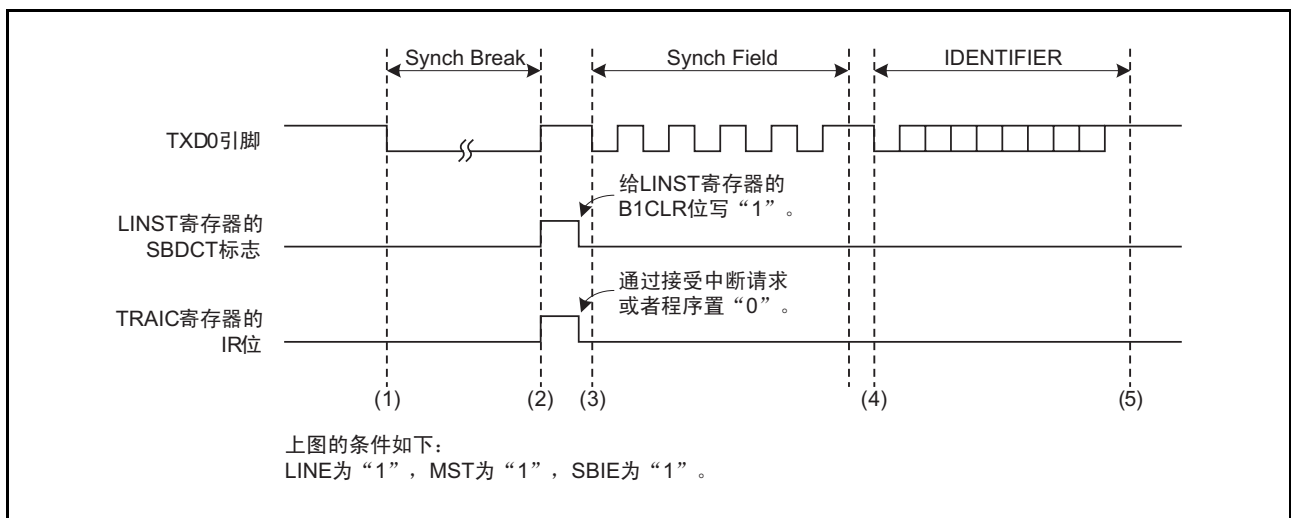 Synch Break
Synch Field
IDENTIFIER
TXD0引脚
给LINST寄存器的
B1CLR位写“1”。
LINST寄存器的
SBDCT标志
通过接受中断请求
或者程序置“0”。
TRAIC寄存器的
IR位
(1)
(2)
(3)
(4)
(5)
上图的条件如下：
LINE为“1”，MST为“1”，SBIE为“1”。